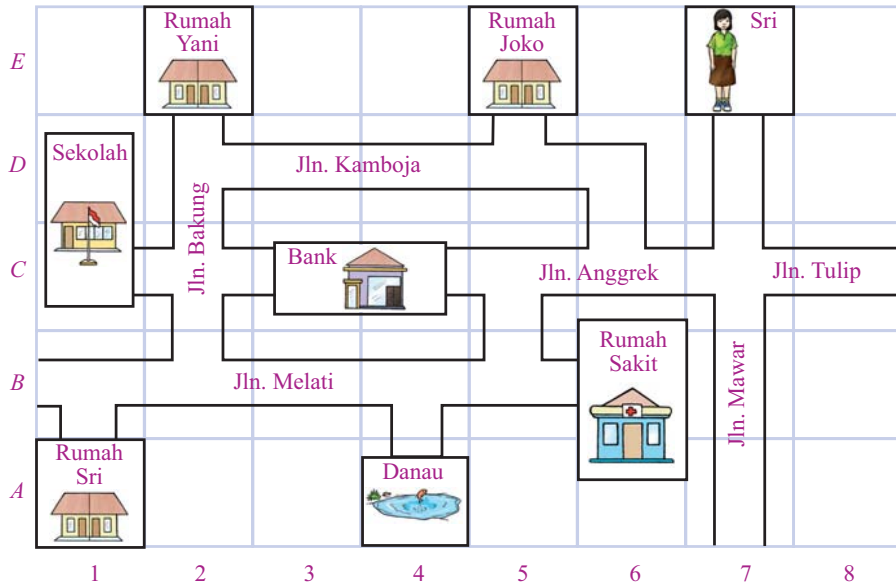 E
Rumah
Yani
Rumah
Joko
Sri
D
Sekolah
Jln. Kamboja
Jln. Bakung
C
Bank
Jln. Anggrek
Jln. Tulip
B
Jln. Melati
Rumah
Sakit
Jln. Mawar
A
Rumah
Sri
Danau
1 2 3 4 5 6 7 8